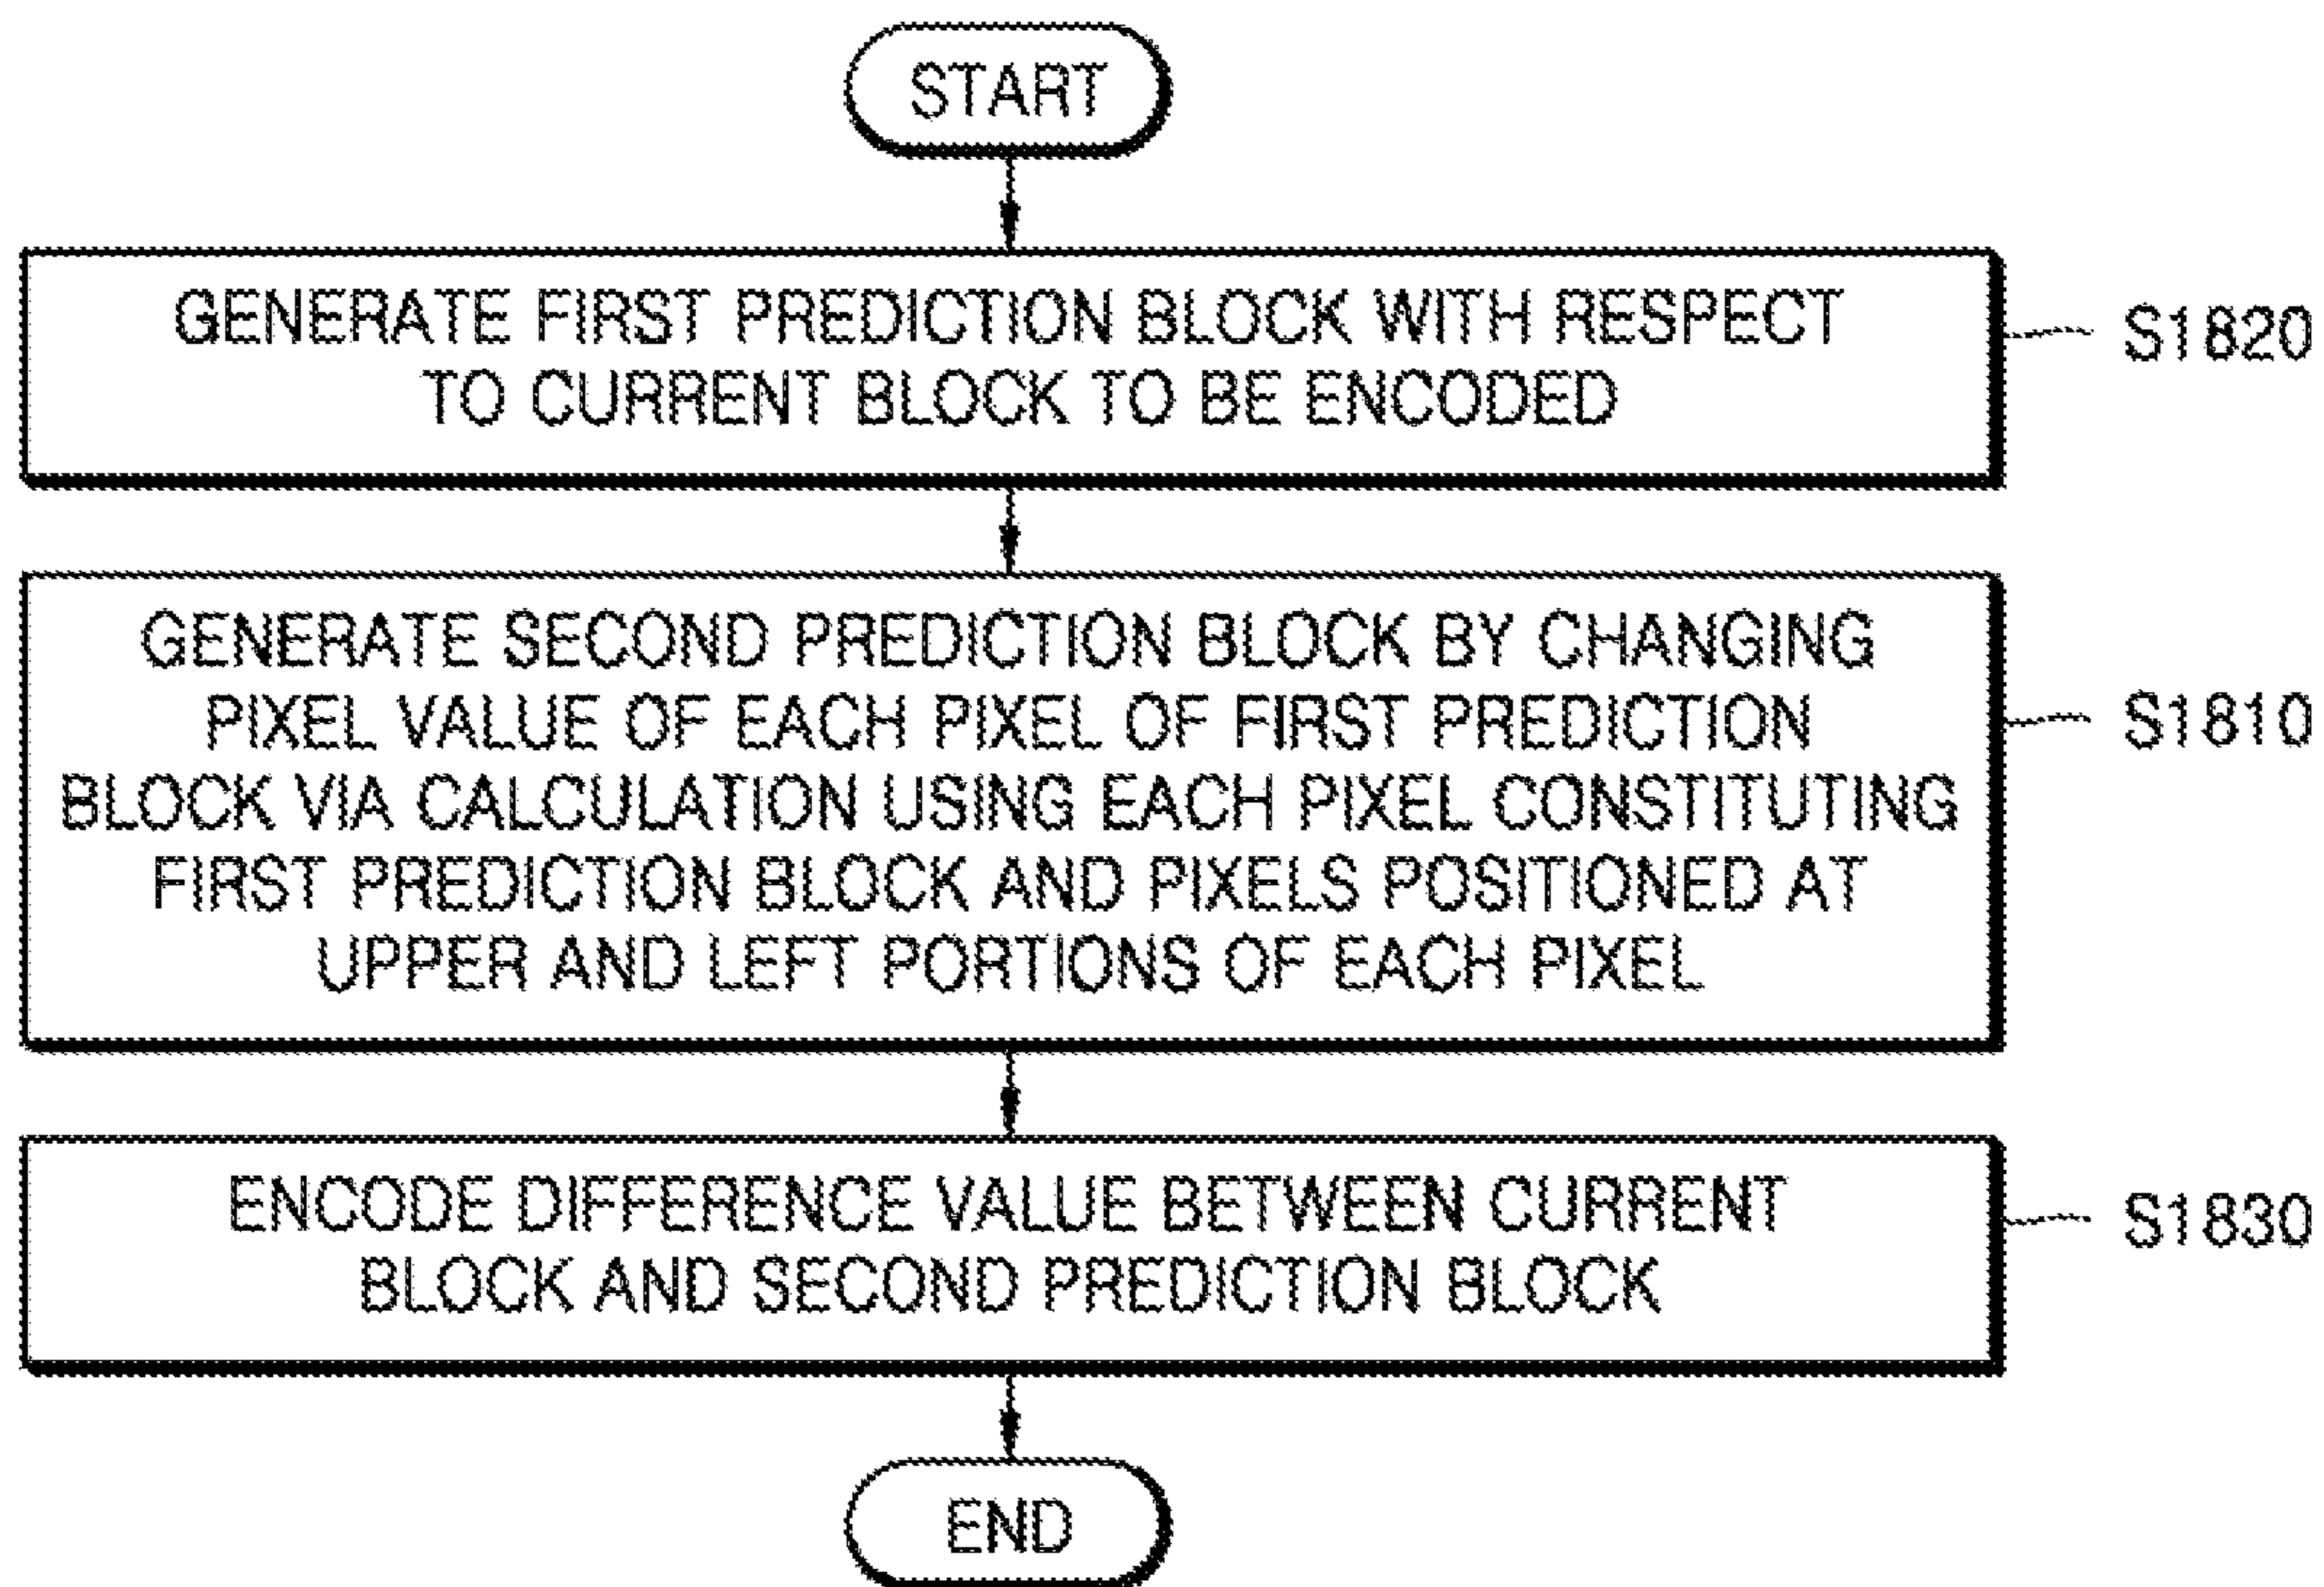 START
GENERATE FIRST PREDICTION BLOCK WITH RESPECT
TO CURRENT BLOCK TO BE ENCODED
S1820
GENERATE SECOND PREDICTION BLOCK BY CHANGING
PIXEL VALUE OF EACH PIXEL OF FIRST PREDICTION
BLOCK VIA CALCULATION USING EACH PIXEL CONSTITUTING
FIRST PREDICTION BLOCK AND PIXELS POSITIONED AT
UPPER AND LEFT PORTIONS OF EACH PIXEL
S1810
ENCODE DIFFERENCE VALUE BETWEEN CURRENT
BLOCK AND SECOND PREDICTION BLOCK
S1830
END